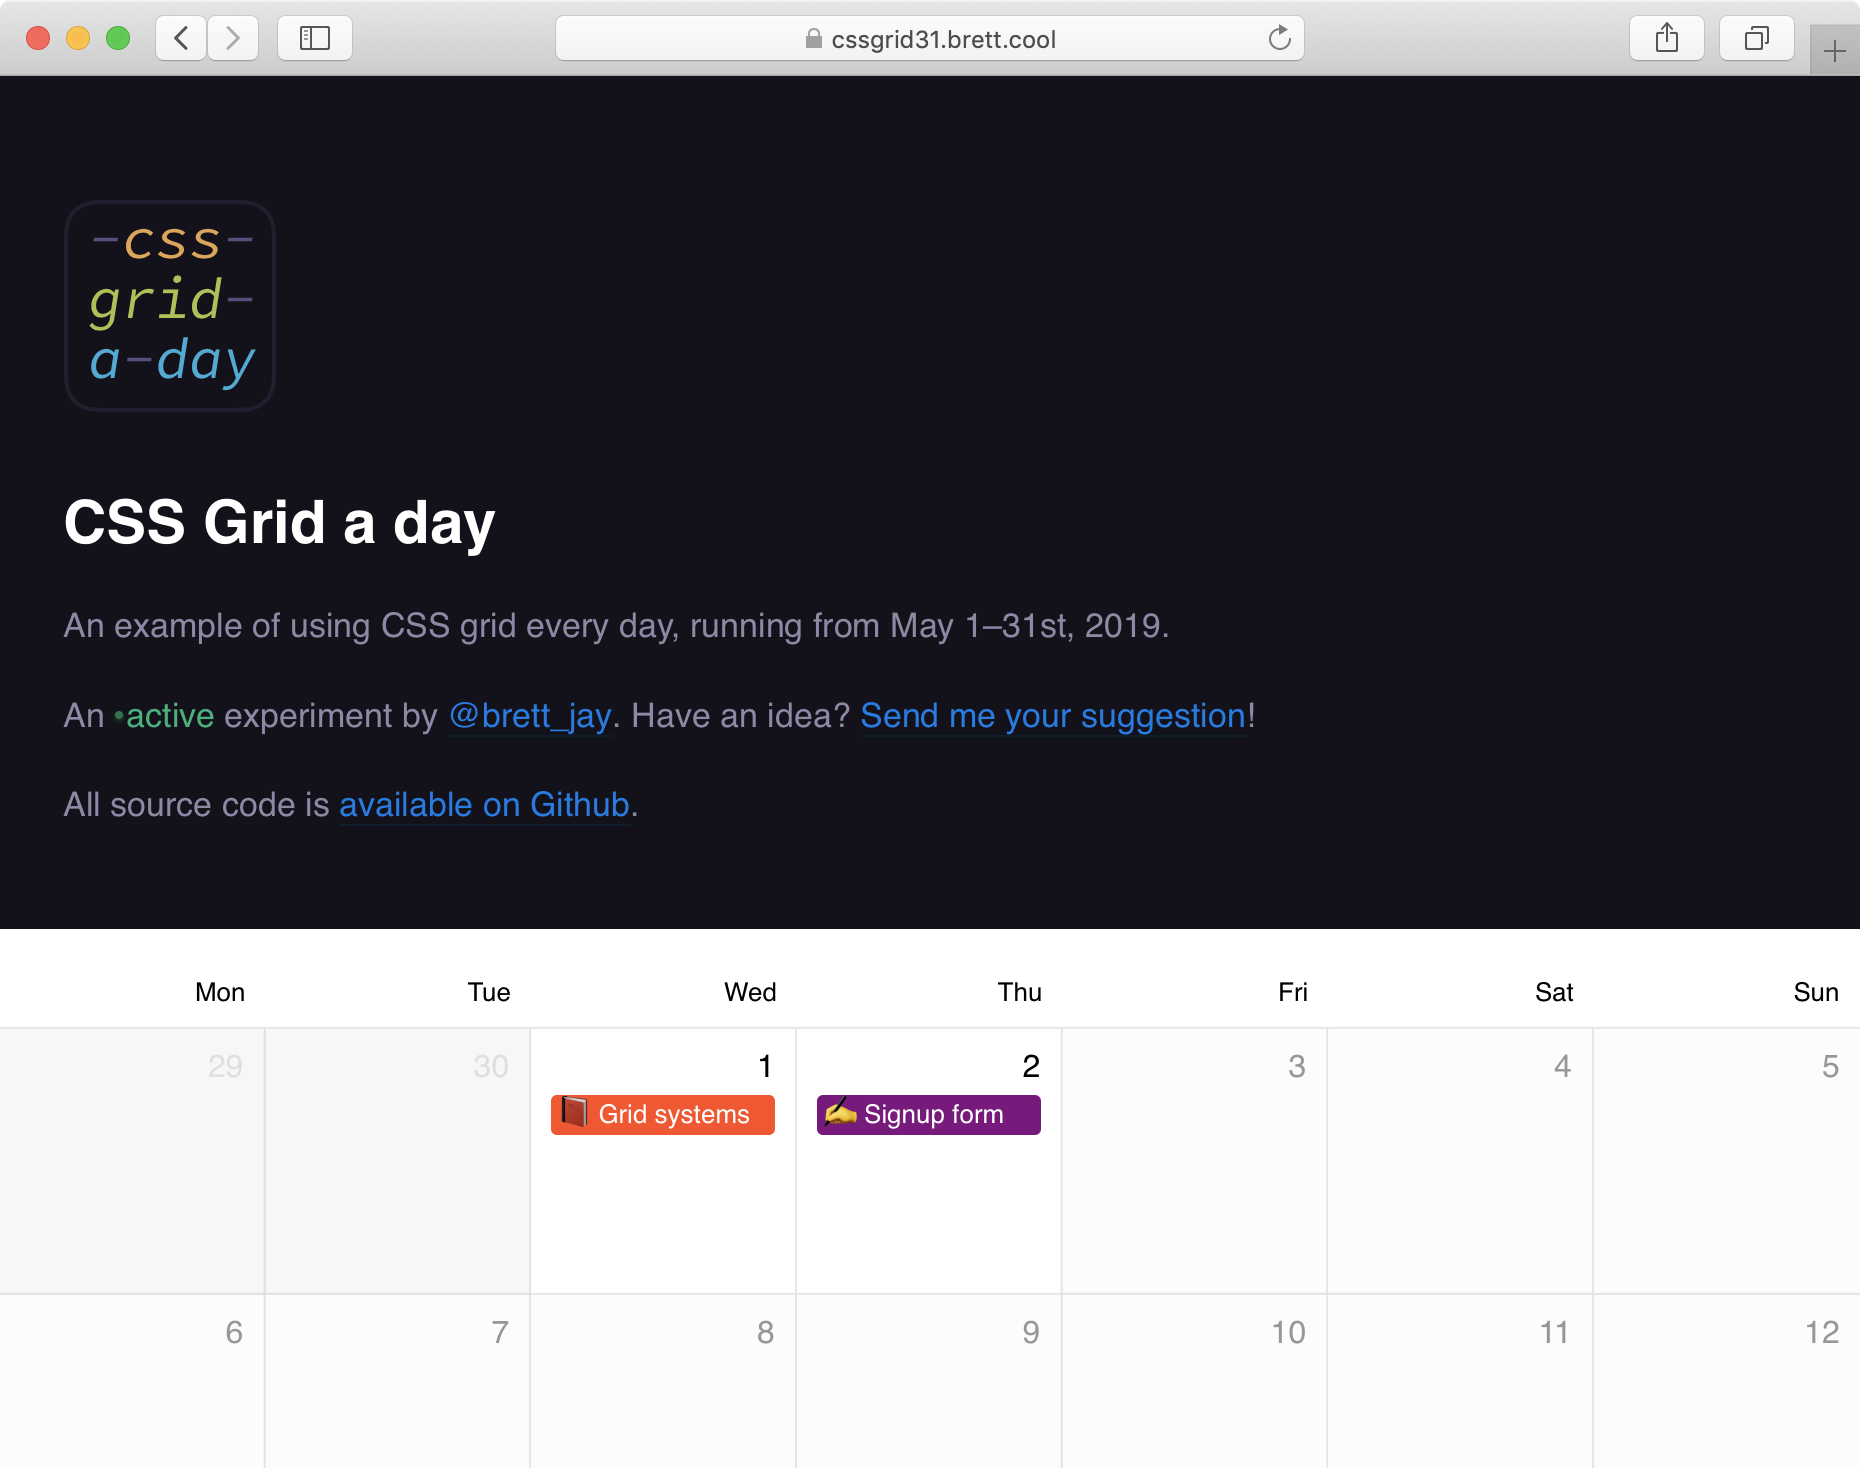 cssgrid31.brett.cool
-css-
grid-
a-day
CSS Grid a day
An example of using CSS grid every day, running from May 1–31st, 2019.
An •active experiment by @brett_jay. Have an idea? Send me your suggestion!
All source code is available on Github.
Mon Tue Wed Thu Fri Sat Sun
29 30 1 2 3 4 5
Grid systems Signup form
6 7 8 9 10 11 12